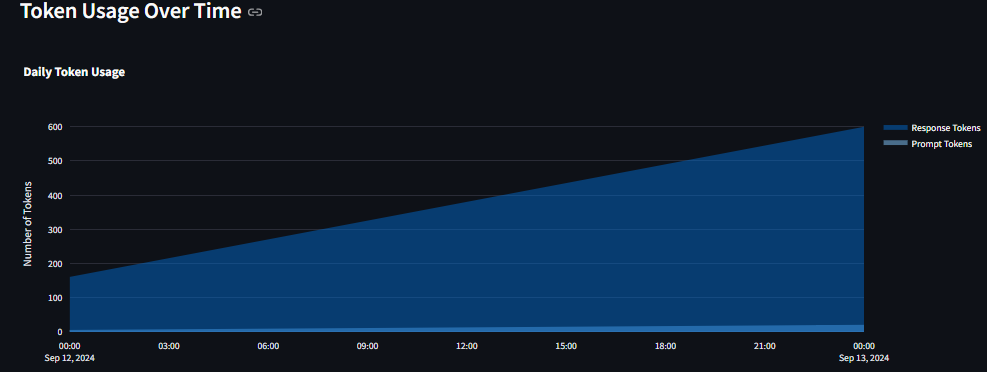 Token Usage Over Time
Daily Token Usage
Response Tokens
Prompt Tokens
Number of Tokens
600
500
400
300
200
100
0
00:00 03:00 06:00 09:00 12:00 15:00 18:00 21:00 00:00
Sep 12, 2024 Sep 13, 2024